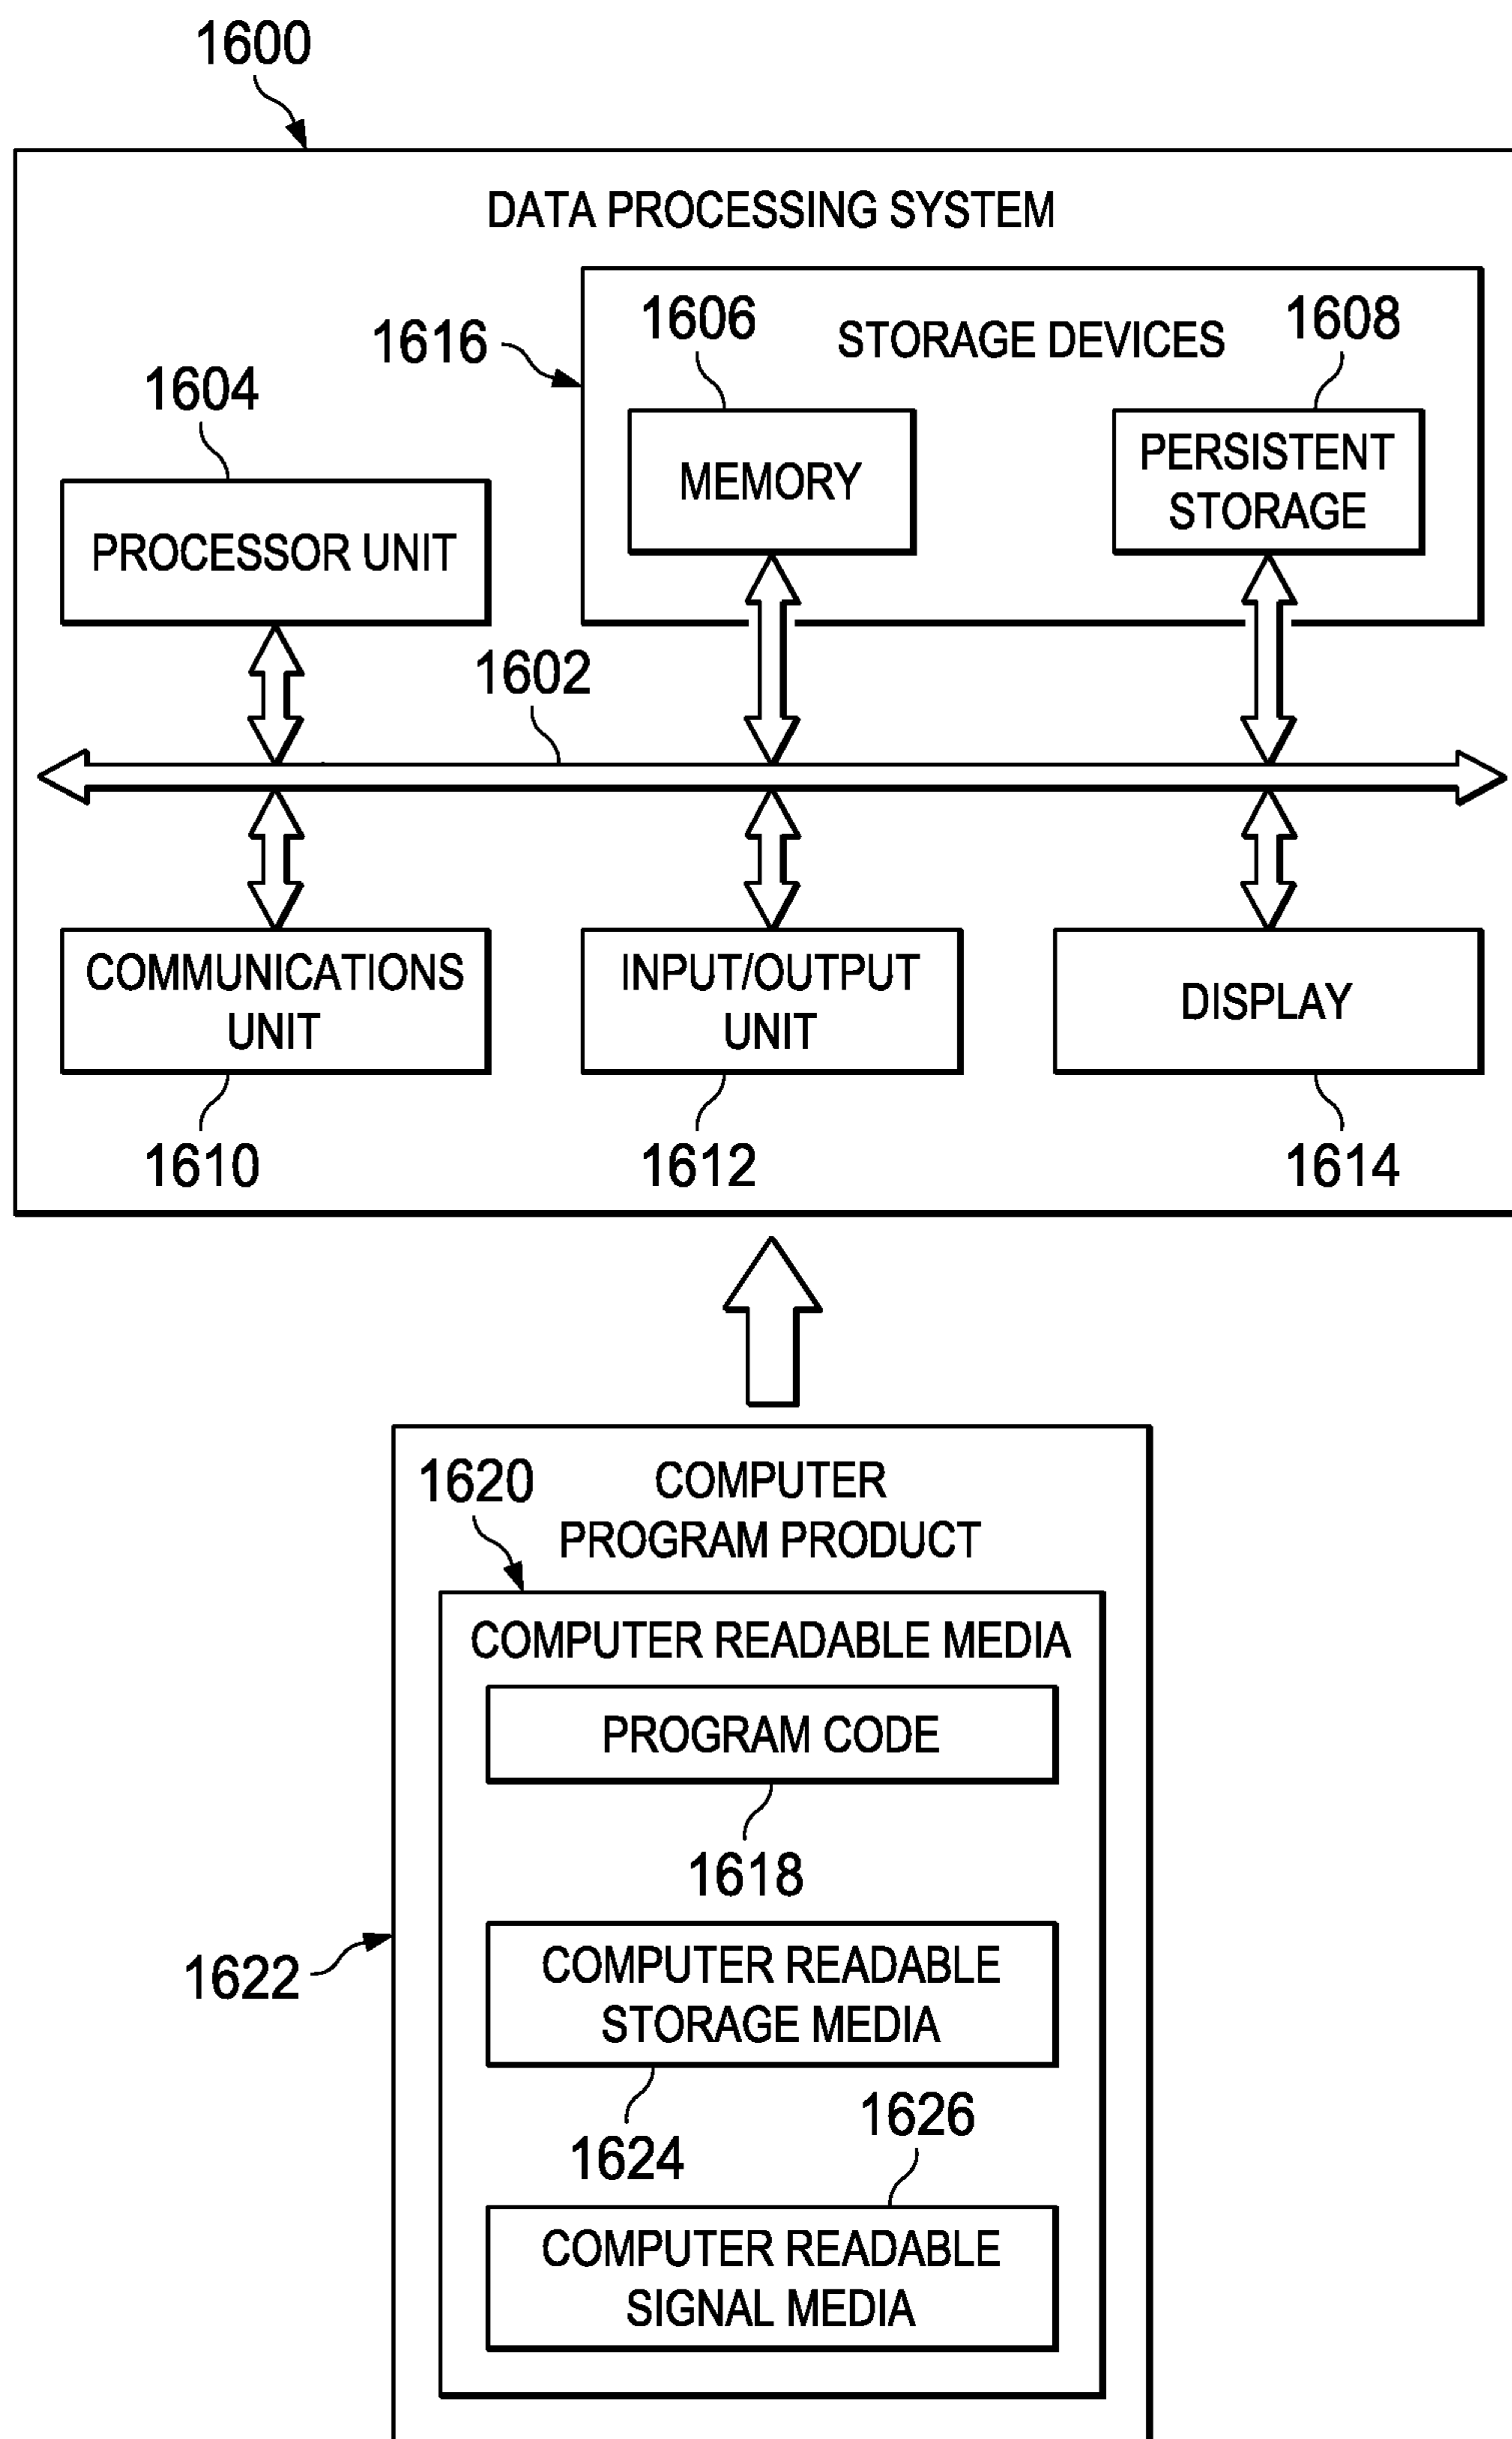 1600
DATA PROCESSING SYSTEM
1606
STORAGE DEVICES
1608
1616
1604
MEMORY
PERSISTENT
STORAGE
PROCESSOR UNIT
1602
COMMUNICATIONS
UNIT
INPUT/OUTPUT
UNIT
DISPLAY
1610
1612
1614
1620
COMPUTER
PROGRAM PRODUCT
COMPUTER READABLE MEDIA
PROGRAM CODE
1618
1622
COMPUTER READABLE
STORAGE MEDIA
1624
1626
COMPUTER READABLE
SIGNAL MEDIA